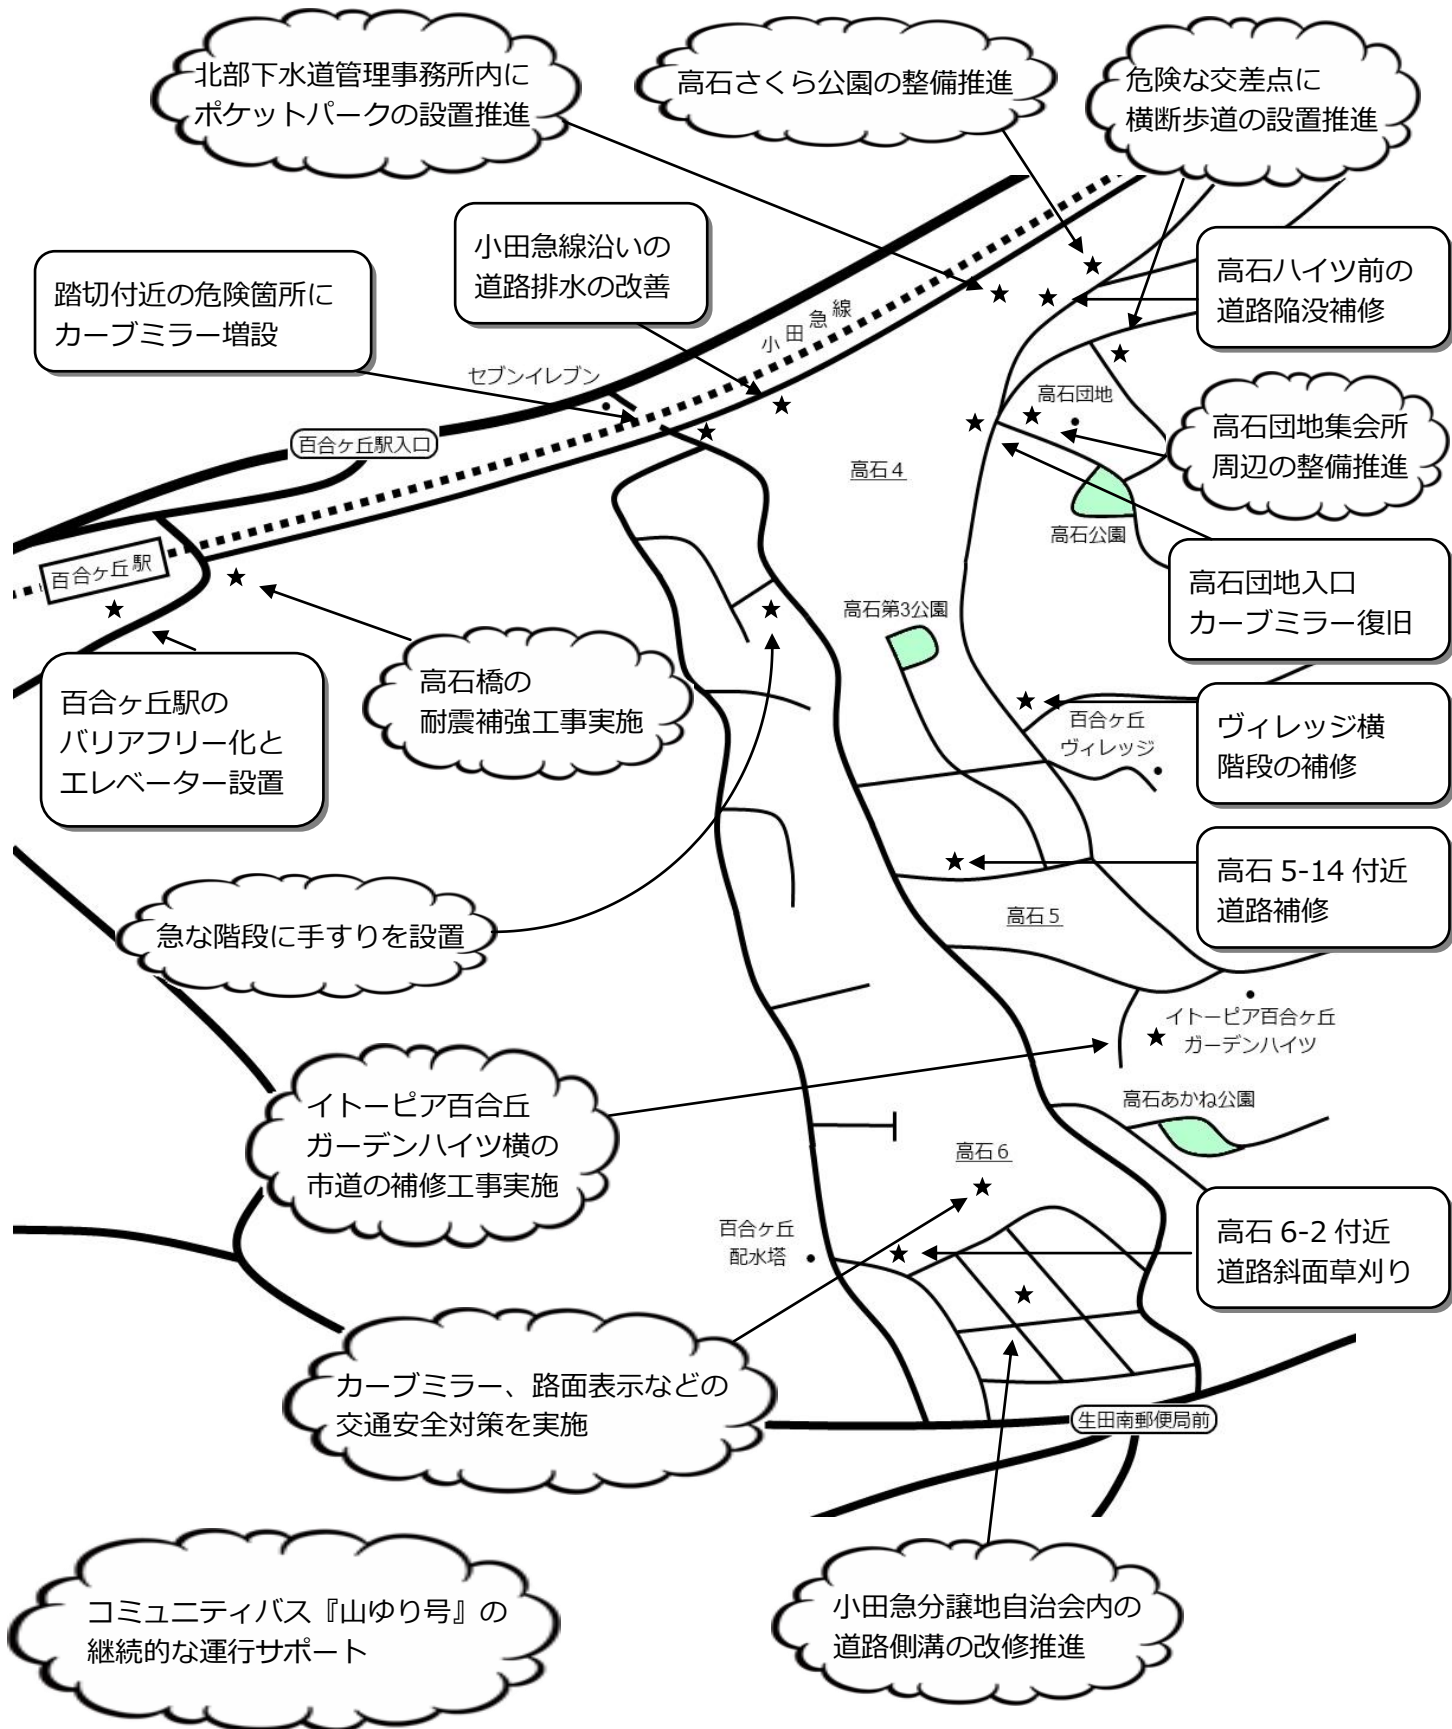 北部下水道管理事務所内に
ポケットパークの設置推進
高石さくら公園の整備推進
危険な交差点に
横断歩道の設置推進
踏切付近の危険箇所に
カーブミラー増設
小田急線沿いの
道路排水の改善
高石ハイツ前の
道路陥没補修
小田急線
セブンイレブン
百合ヶ丘駅入口
高石団地
高石団地集会所
周辺の整備推進
高石4
高石公園
百合ヶ丘駅
高石団地入口
カーブミラー復旧
高石第3公園
百合ヶ丘駅の
バリアフリー化と
エレベーター設置
高石橋の
耐震補強工事実施
百合ヶ丘
ヴィレッジ
ヴィレッジ横
階段の補修
高石 5-14 付近
道路補修
急な階段に手すりを設置
高石5
イトーピア百合ヶ丘
ガーデンハイツ
イトーピア百合丘
ガーデンハイツ横の
市道の補修工事実施
高石あかね公園
高石6
百合ヶ丘
配水塔
高石 6-2 付近
道路斜面草刈り
カーブミラー、路面表示などの
交通安全対策を実施
生田南郵便局前
コミュニティバス『山ゆり号』の
継続的な運行サポート
小田急分譲地自治会内の
道路側溝の改修推進